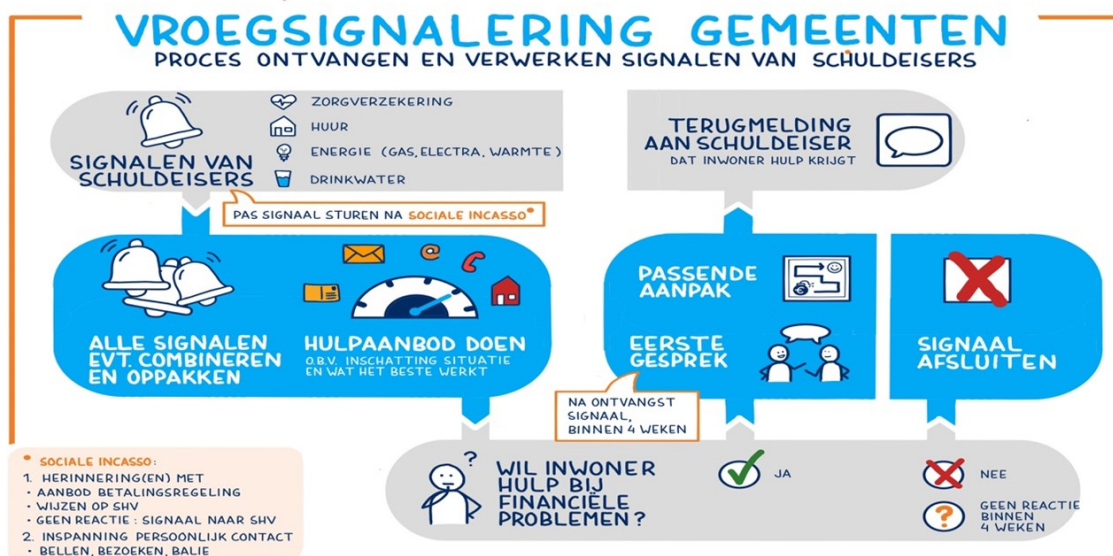 VROEGSIGNALERING GEMEENTEN
PROCES ONTVANGEN EN VERWERKEN SIGNALEN VAN SCHULDEISERS
SIGNALEN VAN
SCHULDEISERS
ZORGVERZEKERING
HUUR
ENERGIE (GAS, ELECTRA, WARMTE)
DRINKWATER
PAS SIGNAAL STUREN NA SOCIALE INCASSO*
ALLE SIGNALEN
EVT. COMBINEREN
EN OPPAKKEN
@
HULPAANBOD DOEN
O.B.V. INSCHATTING SITUATIE
EN WAT HET BESTE WERKT
WIL INWONER
HULP BIJ
FINANCIËLE
PROBLEMEN?
?
JA
NEE
?
GEEN REACTIE
BINNEN
4 WEKEN
EERSTE
GESPREK
NA ONTVANGST
SIGNAAL,
BINNEN 4 WEKEN
PASSENDE
AANPAK
€
SIGNAAL
AFSLUITEN
TERUGMELDING
AAN SCHULDEISER
DAT INWONER HULP KRIJGT
* SOCIALE INCASSO:
1. HERINNERING(EN) MET
• AANBOD BETALINGSREGELING
• WIJZEN OP SHV
• GEEN REACTIE : SIGNAAL NAAR SHV
2. INSPANNING PERSOONLIJK CONTACT
• BELLEN, BEZOEKEN, BALIE